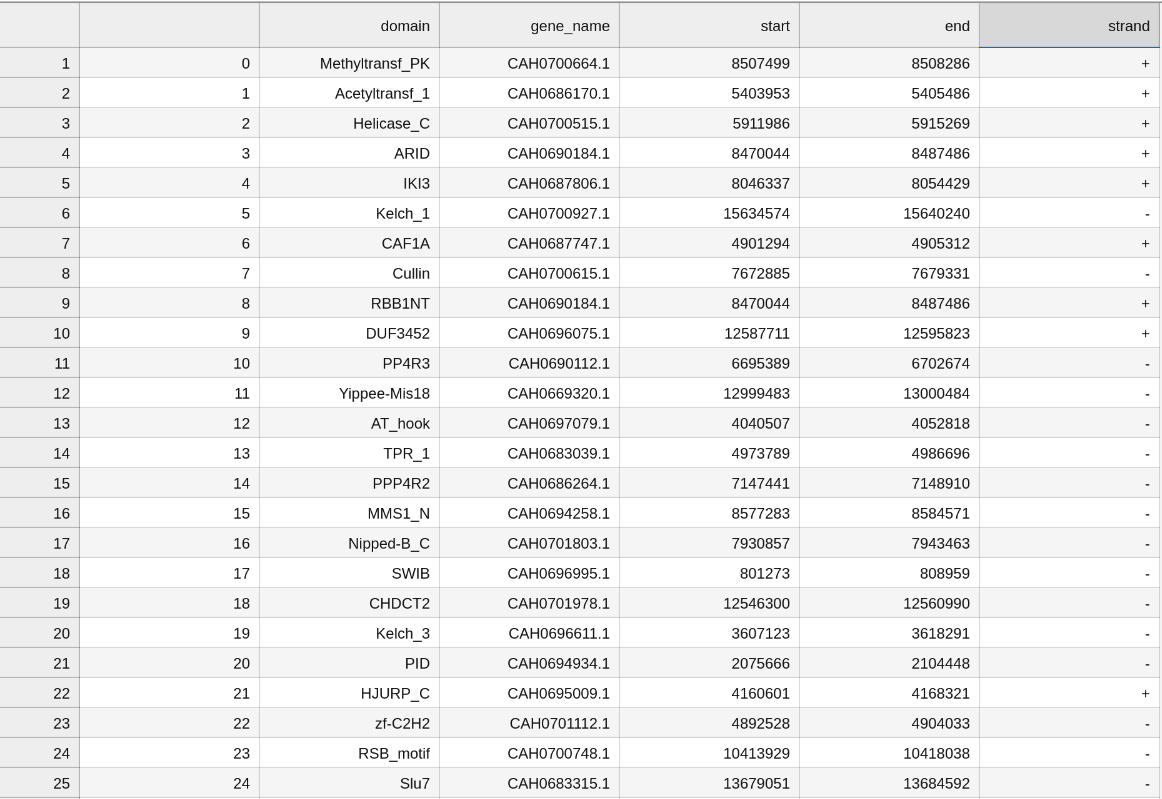 domain gene_name start end strand
1 0 Methyltransf_PK CAH0700664.1 8507499 8508286 +
2 1 Acetyltransf_1 CAH0686170.1 5403953 5405486 +
3 2 Helicase_C CAH0700515.1 5911986 5915269 +
4 3 ARID CAH0690184.1 8470044 8487486 +
5 4 IKI3 CAH0687806.1 8046337 8054429 +
6 5 Kelch_1 CAH0700927.1 15634574 15640240 -
7 6 CAF1A CAH0687747.1 4901294 4905312 +
8 7 Cullin CAH0700615.1 7672885 7679331 -
9 8 RBB1NT CAH0690184.1 8470044 8487486 +
10 9 DUF3452 CAH0696075.1 12587711 12595823 +
11 10 PP4R3 CAH0690112.1 6695389 6702674 -
12 11 Yippee-Mis18 CAH0669320.1 12999483 13000484 -
13 12 AT_hook CAH0697079.1 4040507 4052818 -
14 13 TPR_1 CAH0683039.1 4973789 4986696 -
15 14 PPP4R2 CAH0686264.1 7147441 7148910 -
16 15 MMS1_N CAH0694258.1 8577283 8584571 -
17 16 Nipped-B_C CAH0701803.1 7930857 7943463 -
18 17 SWIB CAH0696995.1 801273 808959 -
19 18 CHDCT2 CAH0701978.1 12546300 12560990 -
20 19 Kelch_3 CAH0696611.1 3607123 3618291 -
21 20 PID CAH0694934.1 2075666 2104448 -
22 21 HJURP_C CAH0695009.1 4160601 4168321 +
23 22 zf-C2H2 CAH0701112.1 4892528 4904033 -
24 23 RSB_motif CAH0700748.1 10413929 10418038 -
25 24 Slu7 CAH0683315.1 13679051 13684592 -